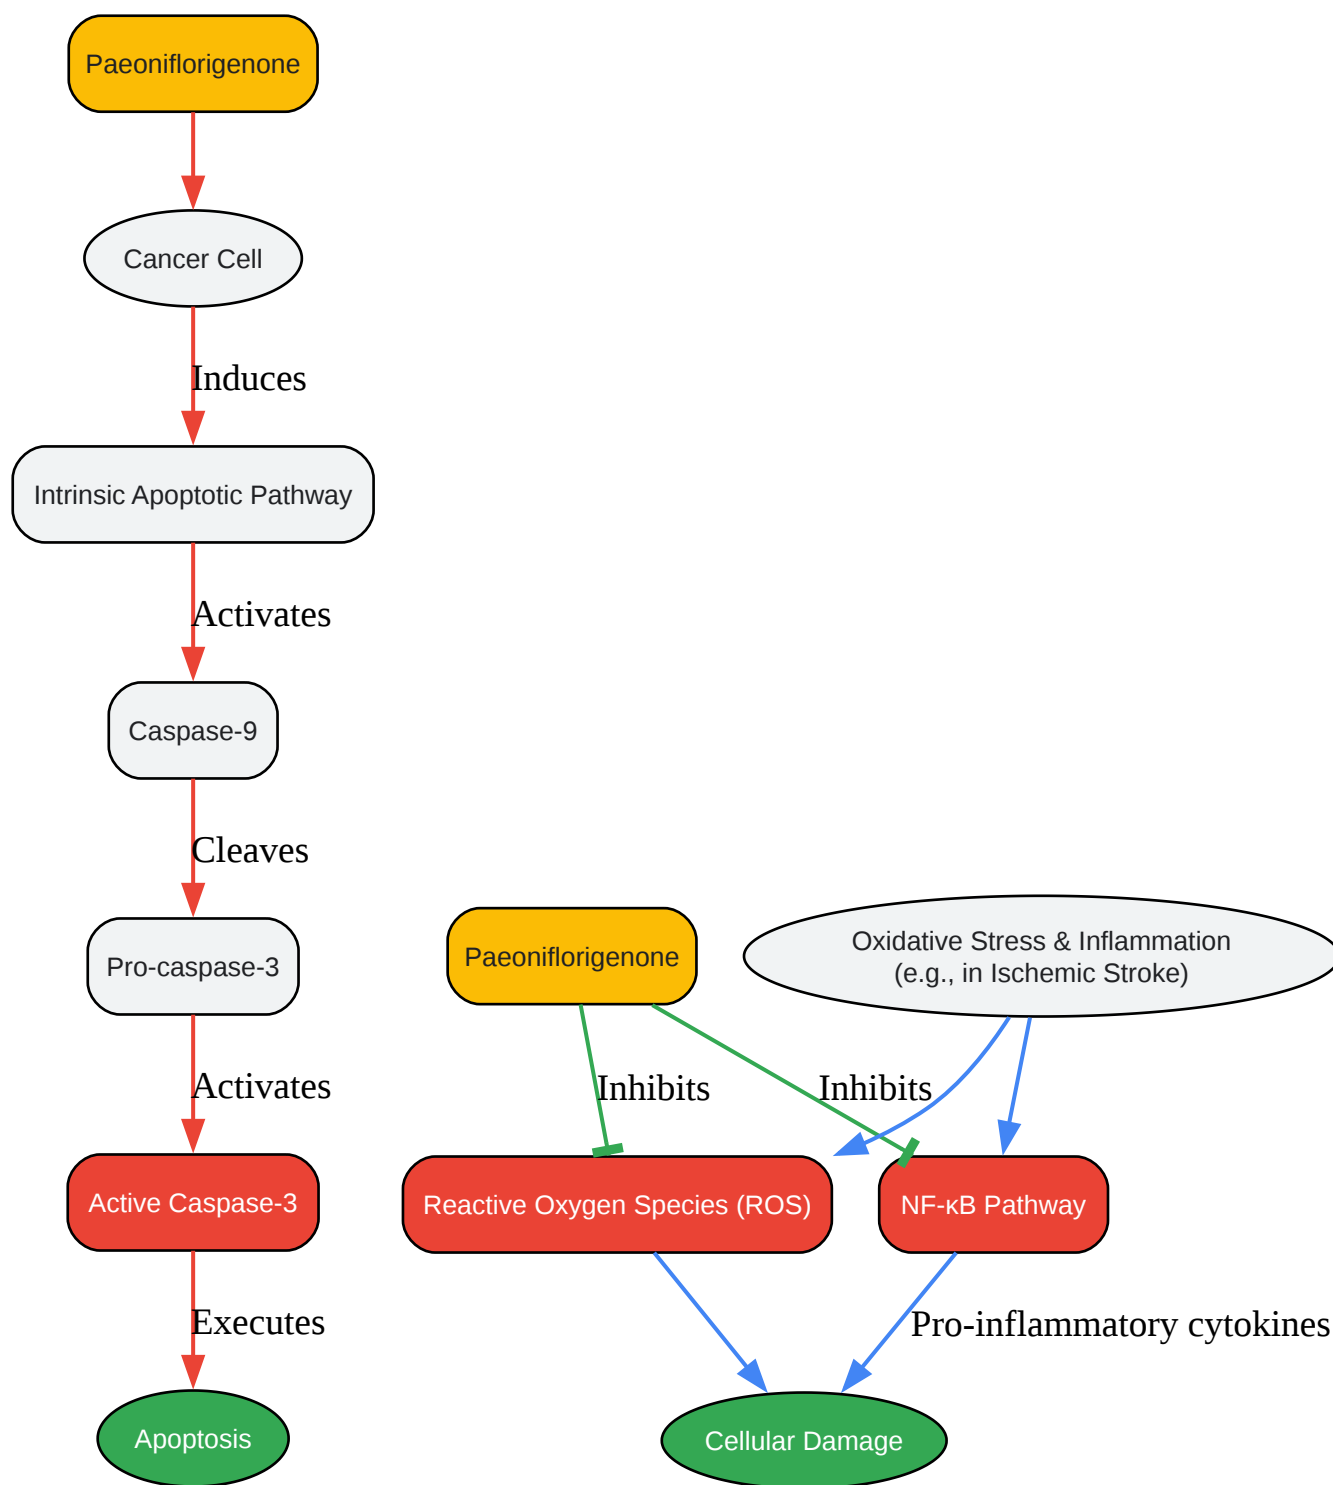 Paeoniflorigenone
Cancer Cell
Induces
Intrinsic Apoptotic Pathway
Activates
Caspase-9
Cleaves
Pro-caspase-3
Activates
Active Caspase-3
Executes
Apoptosis
Paeoniflorigenone
Oxidative Stress & Inflammation
(e.g., in Ischemic Stroke)
Inhibits
Inhibits
Reactive Oxygen Species (ROS)
NF-κB Pathway
Pro-inflammatory cytokines
Cellular Damage